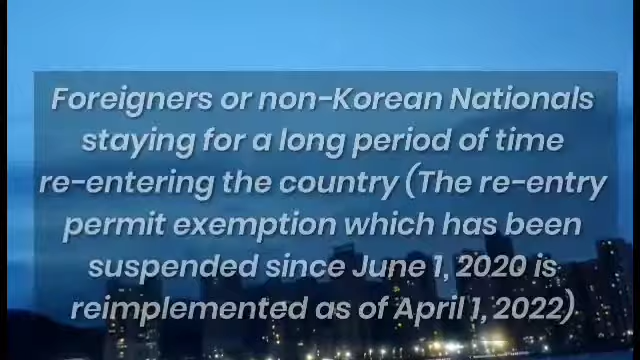 Foreigners or non-Korean Nationals
staying for a long period of time
re-entering the country (The re-entry
permit exemption which has been
suspended since June 1, 2020 is
reimplemented as of April 1, 2022)